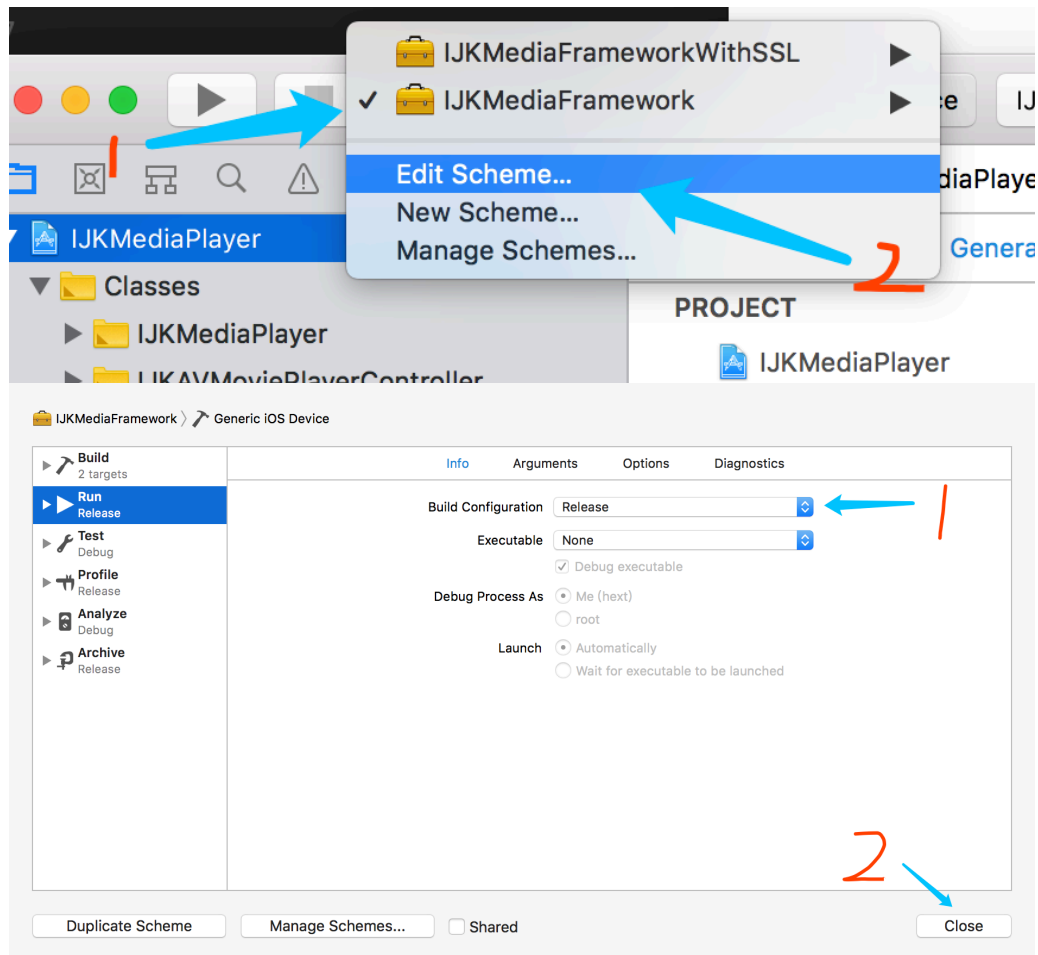 IJKMediaFrameworkWithSSL
IJKMediaFramework
IJ
1
Edit Scheme...
New Scheme...
Manage Schemes...
2
IJKMediaPlayer
Genera
Classes
PROJECT
IJKMediaPlayer
IJKMediaPlayer
IJKAVMoviePlayerController
IJKMediaFramework
Generic iOS Device
Build
2 targets
Run
Release
Test
Debug
Profile
Release
Analyze
Debug
Archive
Release
Info Arguments Options Diagnostics
Build Configuration Release
1
Executable None
Debug executable
Debug Process As Me (hext)
root
Launch Automatically
Wait for executable to be launched
2
Duplicate Scheme Manage Schemes... Shared Close